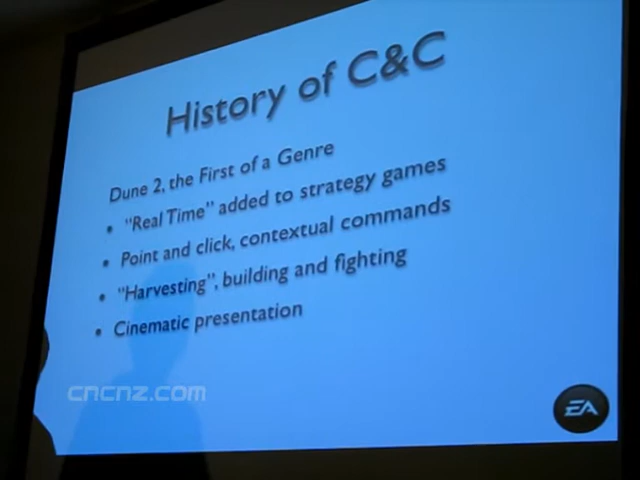 History of C&C
Dune 2, the First of a Genre
• “Real Time” added to strategy games
• Point and click, contextual commands
• “Harvesting”, building and fighting
• Cinematic presentation
cncnz.com
EA